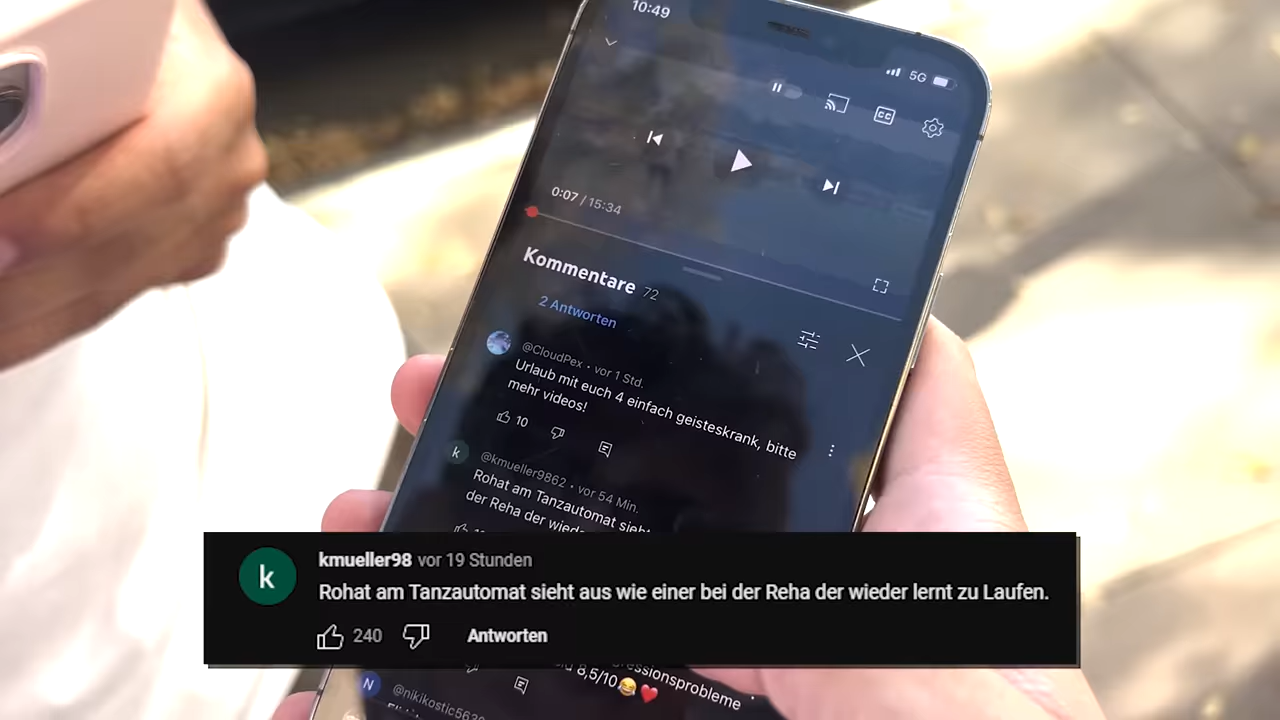 10:49
5G
CC
0:07 / 15:34
Kommentare 72
2 Antworten
@CloudPex • vor 1 Std.
Urlaub mit euch 4 einfach geisteskrank, bitte
mehr videos!
10
k
@kmueller9862 • vor 54 Min.
Rohat am Tanzautomat sieht
der Reha der wieder
k
kmueller98 vor 19 Stunden
Rohat am Tanzautomat sieht aus wie einer bei der Reha der wieder lernt zu Laufen.
240
Antworten
8,5/10😂❤️
N